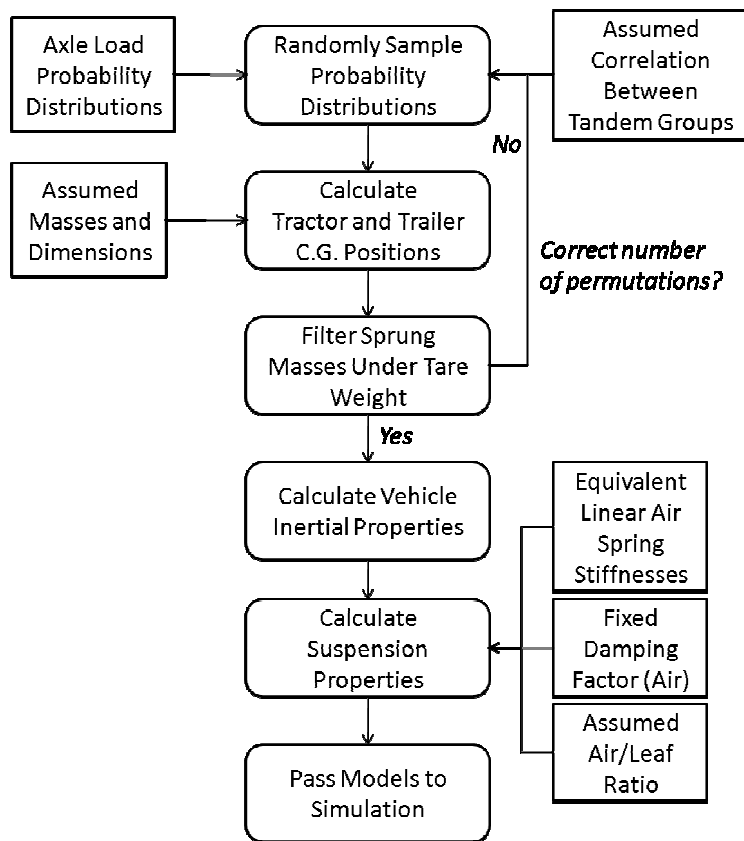 Axle Load
Probability
Distributions
Randomly Sample
Probability
Distributions
Assumed
Correlation
Between
Tandem Groups
No
Assumed
Masses and
Dimensions
Calculate
Tractor and Trailer
C.G. Positions
Correct number
of permutations?
Filter Sprung
Masses Under Tare
Weight
Yes
Calculate Vehicle
Inertial Properties
Equivalent
Linear Air
Spring
Stiffnesses
Calculate
Suspension
Properties
Fixed
Damping
Factor (Air)
Assumed
Air/Leaf
Ratio
Pass Models to
Simulation